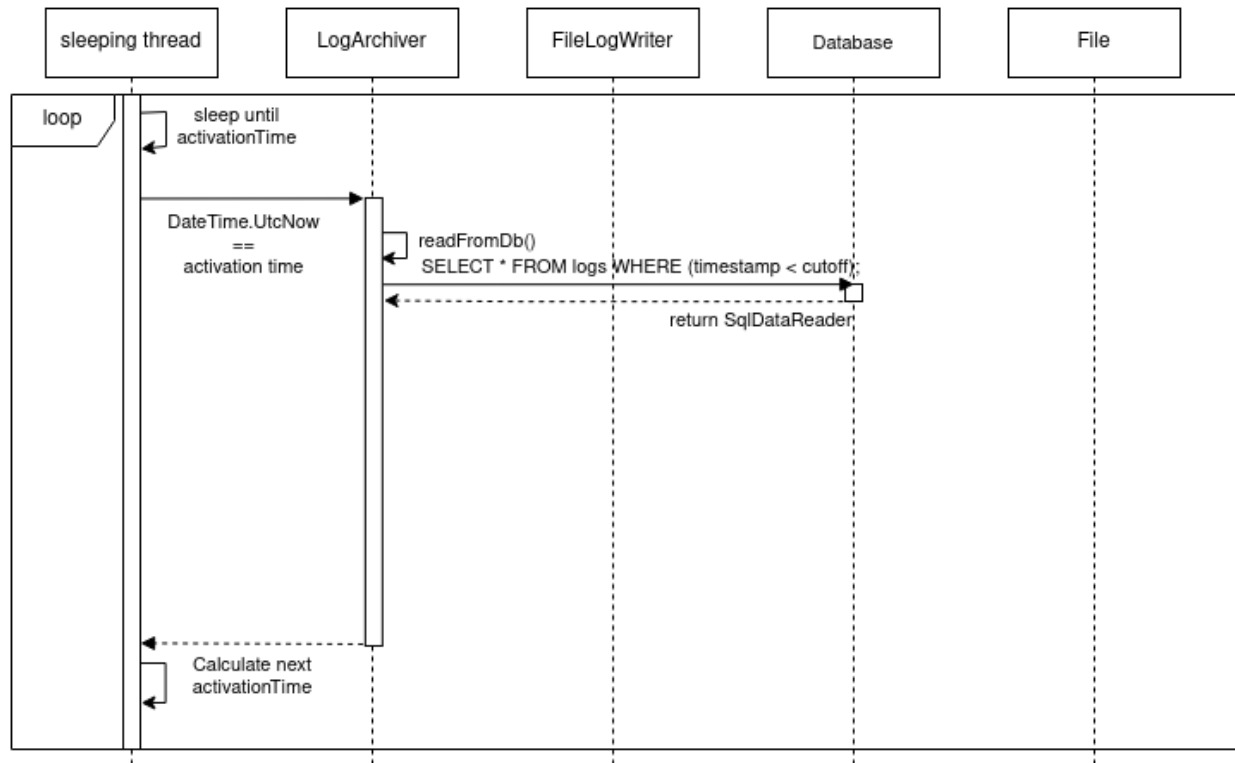 sleeping thread
LogArchiver
FileLogWriter
Database
File
loop
sleep until
activationTime
DateTime.UtcNow
==
activation time
readFromDb()
SELECT * FROM logs WHERE (timestamp < cutoff);
return SqlDataReader
Calculate next
activationTime